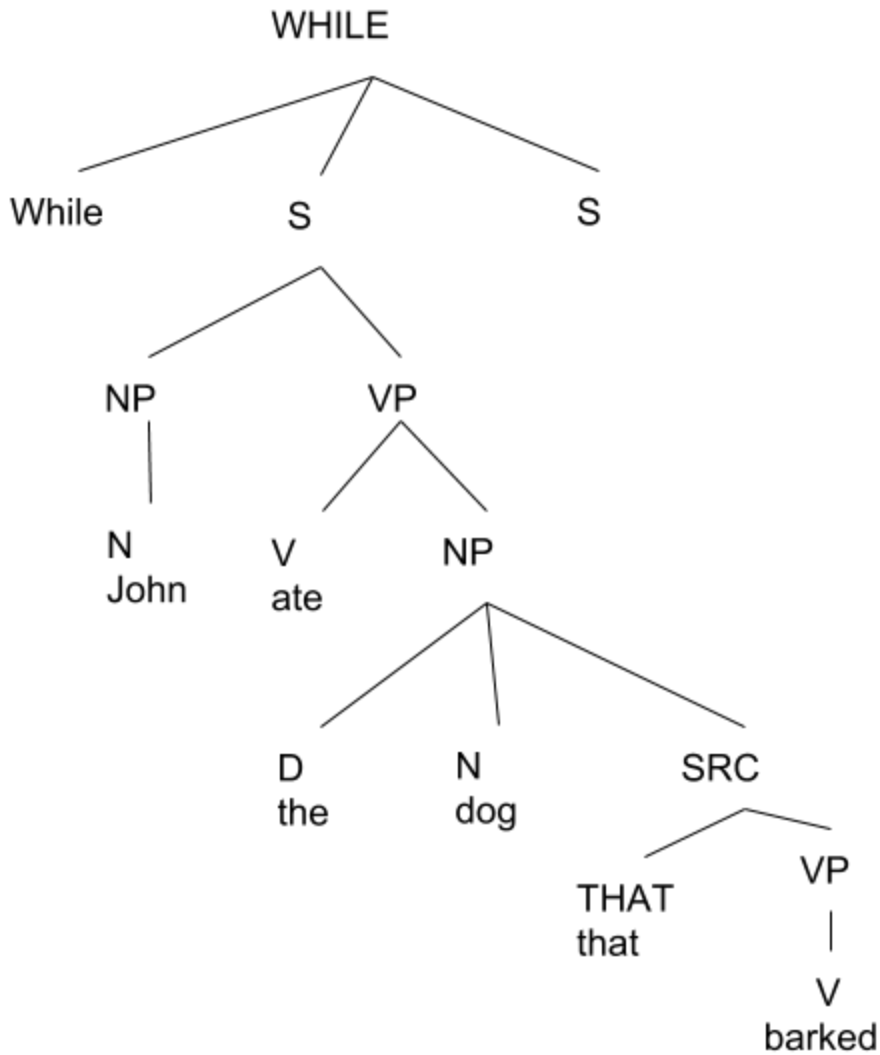 WHILE
While S S
NP VP
N V NP
John ate
D N SRC
the dog
THAT VP
that
V
barked